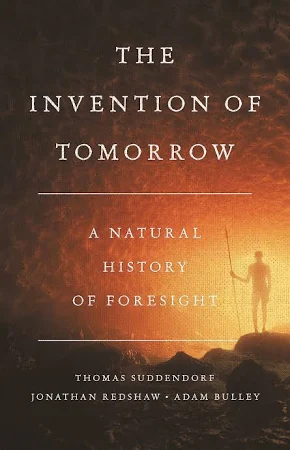 THE
INVENTION OF
TOMORROW
A NATURAL
HISTORY
OF FORESIGHT
THOMAS SUDDENDORF
JONATHAN REDSHAW • ADAM BULLEY